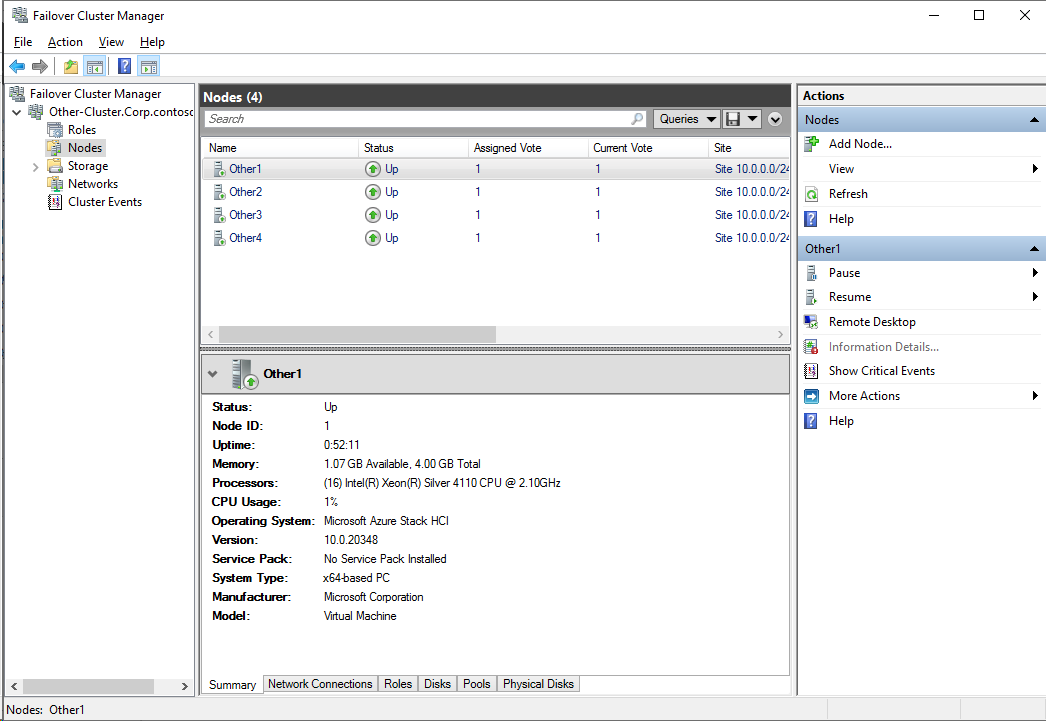 Failover Cluster Manager
File Action View Help
Failover Cluster Manager
Other-Cluster.Corp.contoso
Roles
Nodes
Storage
Networks
Cluster Events
Nodes (4)
Search
Queries
Name Status Assigned Vote Current Vote Site
Other1 Up 1 1 Site 10.0.0.0/24
Other2 Up 1 1 Site 10.0.0.0/24
Other3 Up 1 1 Site 10.0.0.0/24
Other4 Up 1 1 Site 10.0.0.0/24
Other1
Status: Up
Node ID: 1
Uptime: 0:52:11
Memory: 1.07 GB Available, 4.00 GB Total
Processors: (16) Intel(R) Xeon(R) Silver 4110 CPU @ 2.10GHz
CPU Usage: 1%
Operating System: Microsoft Azure Stack HCI
Version: 10.0.20348
Service Pack: No Service Pack Installed
System Type: x64-based PC
Manufacturer: Microsoft Corporation
Model: Virtual Machine
Summary Network Connections Roles Disks Pools Physical Disks
Actions
Nodes
Add Node...
View
Refresh
Help
Other1
Pause
Resume
Remote Desktop
Information Details...
Show Critical Events
More Actions
Help
Nodes: Other1